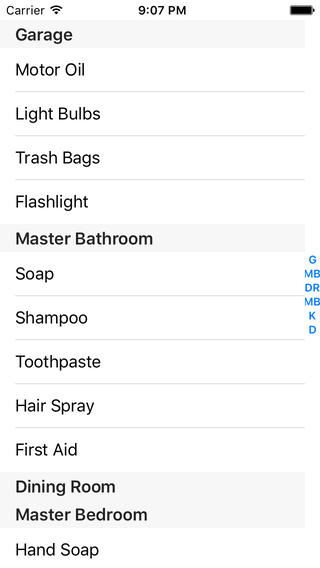 Carrier 9:07 PM
Garage
Motor Oil
Light Bulbs
Trash Bags
Flashlight
Master Bathroom
Soap
Shampoo
Toothpaste
Hair Spray
First Aid
Dining Room
Master Bedroom
Hand Soap
G
MB
DR
MB
K
D